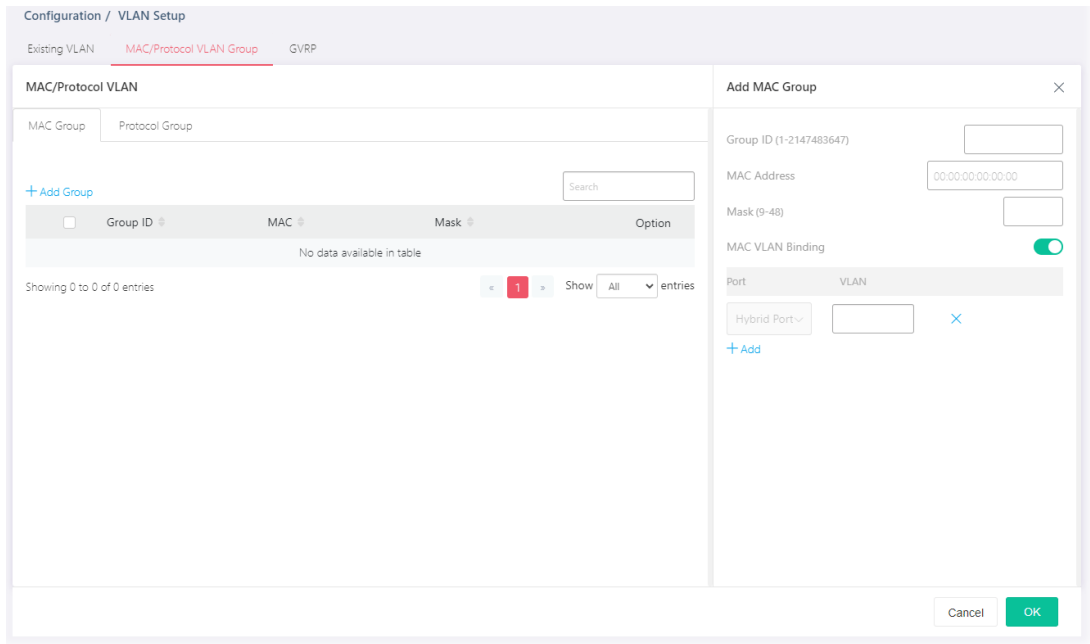 Configuration / VLAN Setup
Existing VLAN MAC/Protocol VLAN Group GVRP
MAC/Protocol VLAN
MAC Group Protocol Group
+ Add Group
Search
Group ID MAC Mask Option
No data available in table
Showing 0 to 0 of 0 entries
« 1 » Show All entries
Add MAC Group
Group ID (1-2147483647)
MAC Address 00:00:00:00:00:00
Mask (9-48)
MAC VLAN Binding
Port VLAN
Hybrid Port
+ Add
Cancel OK